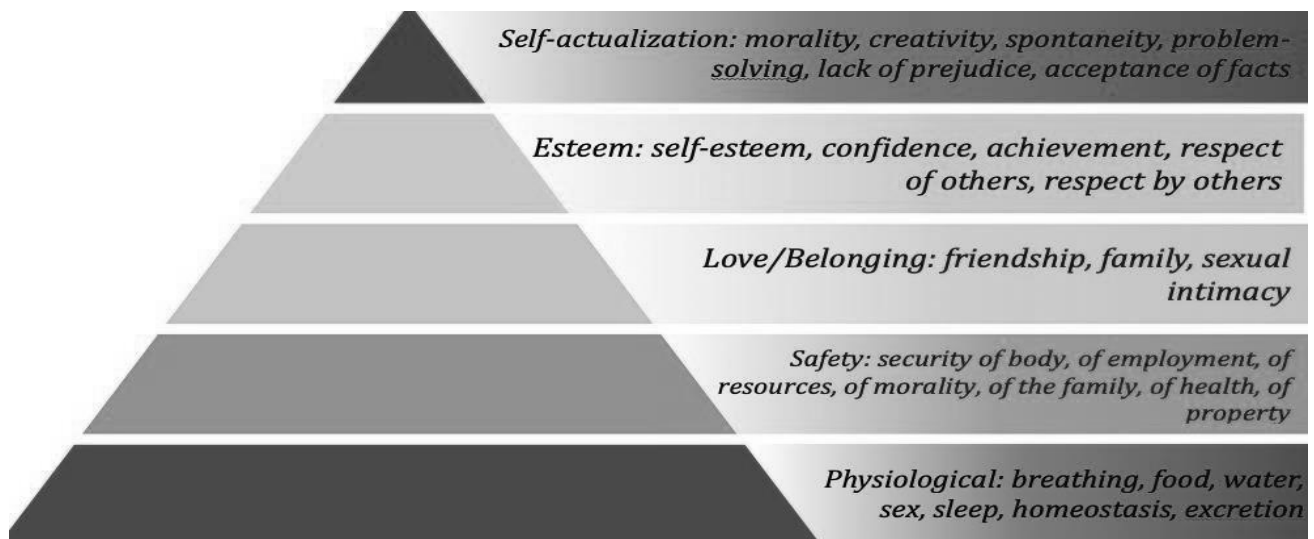 Self-actualization: morality, creativity, spontaneity, problem-
solving, lack of prejudice, acceptance of facts
Esteem: self-esteem, confidence, achievement, respect
of others, respect by others
Love/Belonging: friendship, family, sexual
intimacy
Safety: security of body, of employment, of
resources, of morality, of the family, of health, of
property
Physiological: breathing, food, water,
sex, sleep, homeostasis, excretion